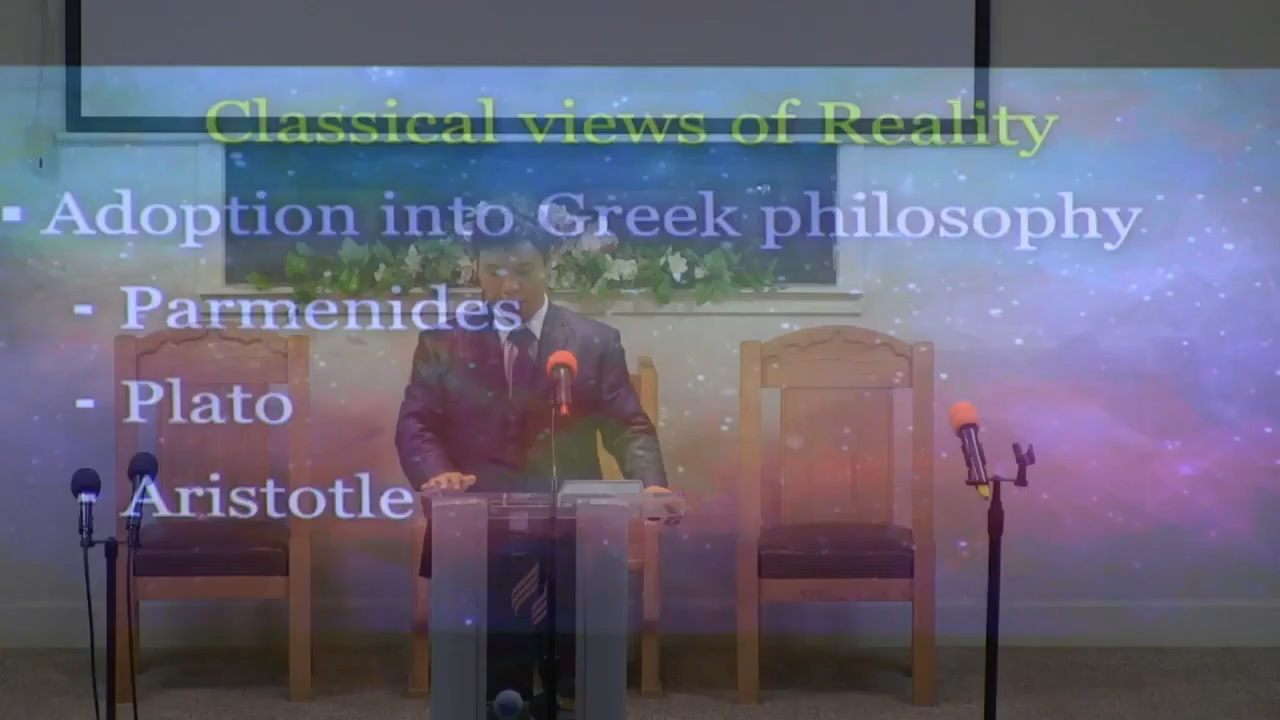 Classical views of Reality
▪ Adoption into Greek philosophy
- Parmenides
- Plato
- Aristotle